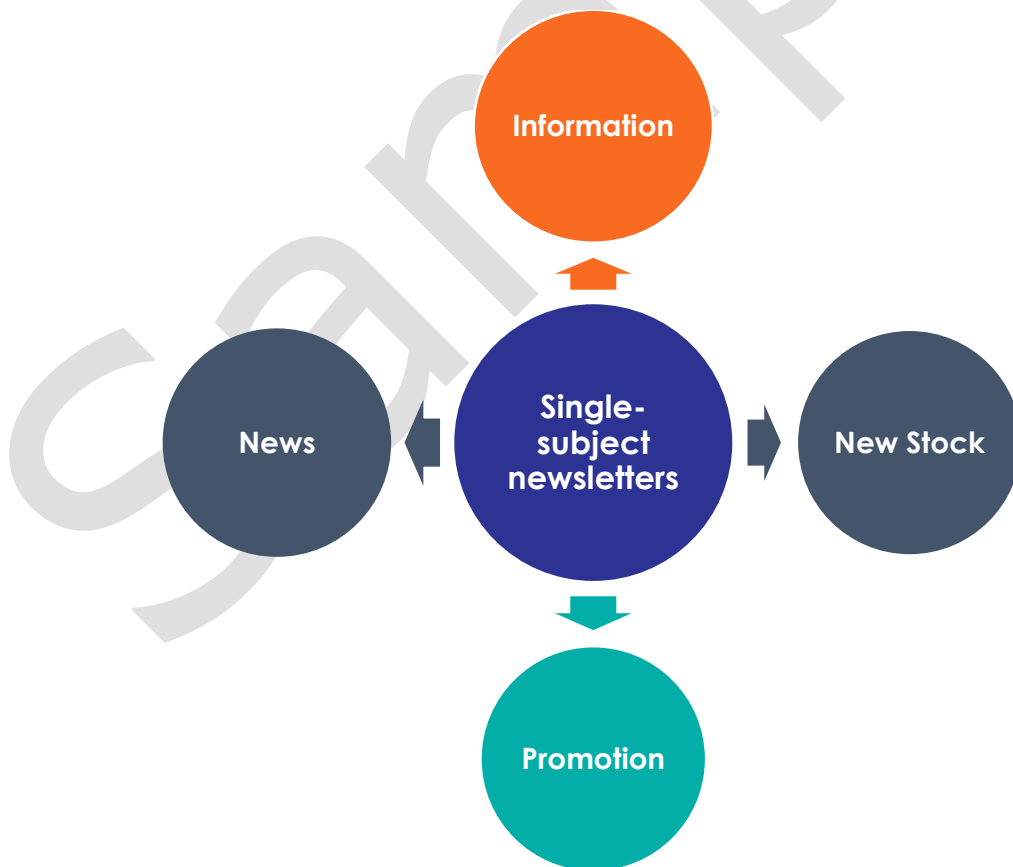 Information
News
Single-
subject
newsletters
New Stock
Promotion